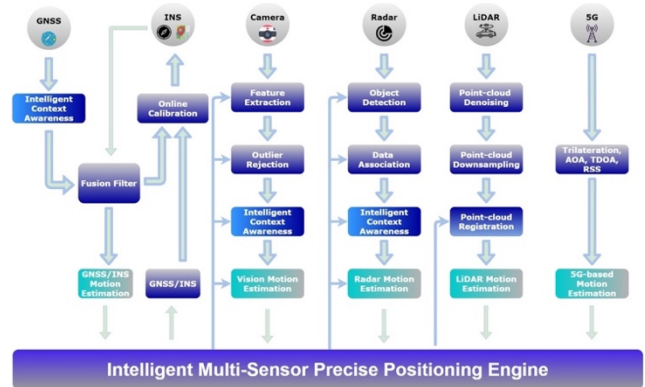 GNSS
INS
Camera
Radar
LiDAR
5G
Intelligent
Context
Awareness
Online
Calibration
Feature
Extraction
Object
Detection
Point-cloud
Denoising
Fusion Filter
Outlier
Rejection
Data
Association
Point-cloud
Downsampling
Trilateration,
AOA, TDOA,
RSS
Intelligent
Context
Awareness
Intelligent
Context
Awareness
Point-cloud
Registration
GNSS/INS
Motion
Estimation
GNSS/INS
Vision Motion
Estimation
Radar Motion
Estimation
LiDAR Motion
Estimation
5G-based
Motion
Estimation
Intelligent Multi-Sensor Precise Positioning Engine